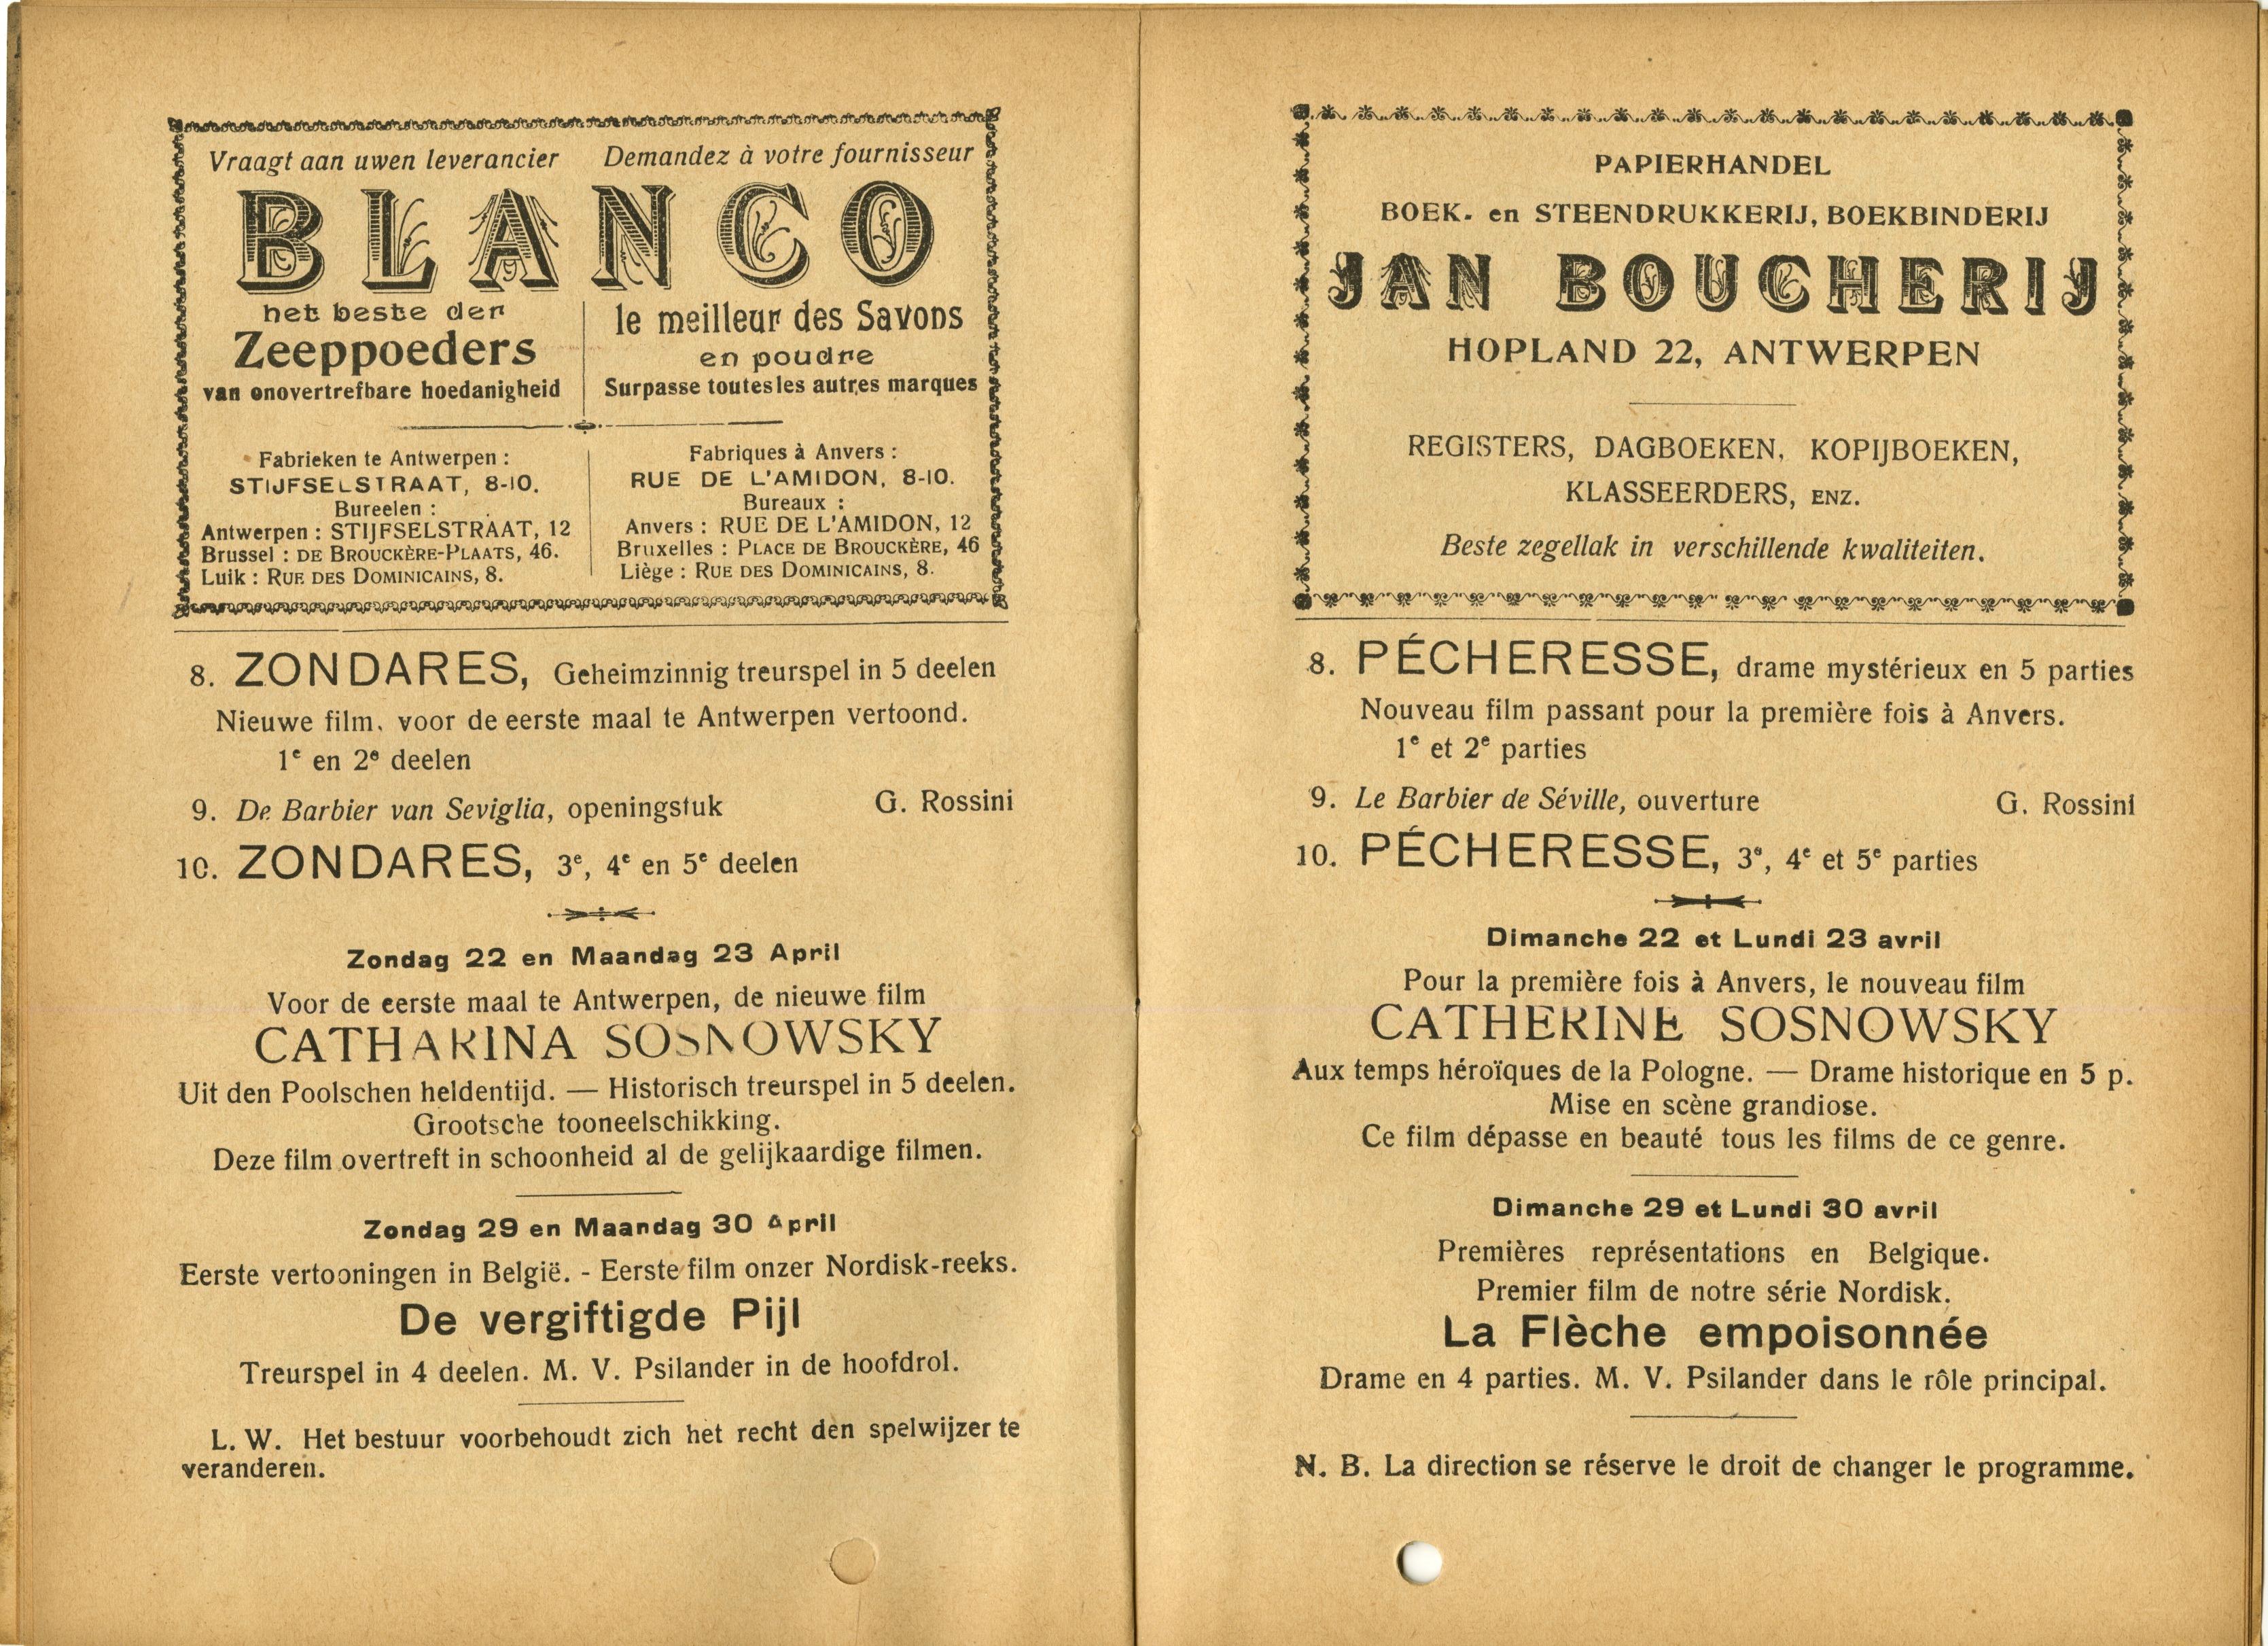 Vraagt aan uwen leverancier
Demandez à votre fournisseur
BLANCO
het beste der
Zeeppoeders
van onovertrefbare hoedanigheid
le meilleur des Savons
en poudre
Surpasse toutes les autres marques
Fabrieken te Antwerpen :
STIJFSELSTRAAT, 8-10.
Bureelen :
Antwerpen : STIJFSELSTRAAT, 12
Brussel : DE BROUCKÈRE-PLAATS, 46.
Luik : RUE DES DOMINICAINS, 8.
Fabriques à Anvers :
RUE DE L'AMIDON, 8-10.
Bureaux :
Anvers : RUE DE L'AMIDON, 12
Bruxelles : PLACE DE BROUCKÈRE, 46
Liège : RUE DES DOMINICAINS, 8.
8. ZONDARES, Geheimzinnig treurspel in 5 deelen
Nieuwe film, voor de eerste maal te Antwerpen vertoond.
1e en 2e deelen
9. De Barbier van Seviglia, openingstuk G. Rossini
10. ZONDARES, 3e, 4e en 5e deelen
Zondag 22 en Maandag 23 April
Voor de eerste maal te Antwerpen, de nieuwe film
CATHARINA SOSNOWSKY
Uit den Poolschen heldentijd. — Historisch treurspel in 5 deelen.
Grootsche tooneelschikking.
Deze film overtreft in schoonheid al de gelijkaardige filmen.
Zondag 29 en Maandag 30 April
Eerste vertooningen in België. - Eerste film onzer Nordisk-reeks.
De vergiftigde Pijl
Treurspel in 4 deelen. M. V. Psilander in de hoofdrol.
L. W. Het bestuur voorbehoudt zich het recht den spelwijzer te
veranderen.
PAPIERHANDEL
BOEK- en STEENDRUKKERIJ, BOEKBINDERIJ
JAN BOUCHERIJ
HOPLAND 22, ANTWERPEN
REGISTERS, DAGBOEKEN, KOPIJBOEKEN,
KLASSEERDERS, ENZ.
Beste zegellak in verschillende kwaliteiten.
8. PÉCHERESSE, drame mystérieux en 5 parties
Nouveau film passant pour la première fois à Anvers.
1e et 2e parties
9. Le Barbier de Séville, ouverture G. Rossini
10. PÉCHERESSE, 3e, 4e et 5e parties
Dimanche 22 et Lundi 23 avril
Pour la première fois à Anvers, le nouveau film
CATHERINE SOSNOWSKY
Aux temps héroïques de la Pologne. — Drame historique en 5 p.
Mise en scène grandiose.
Ce film dépasse en beauté tous les films de ce genre.
Dimanche 29 et Lundi 30 avril
Premières représentations en Belgique.
Premier film de notre série Nordisk.
La Flèche empoisonnée
Drame en 4 parties. M. V. Psilander dans le rôle principal.
N. B. La direction se réserve le droit de changer le programme.